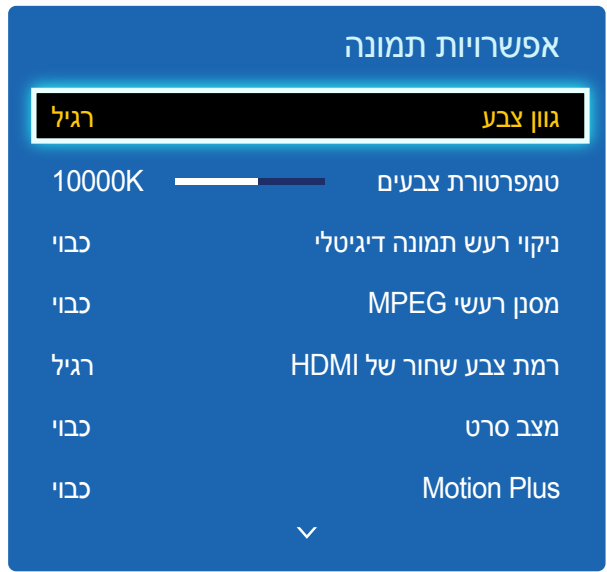 אפשרויות תמונה
גוון צבע רגיל
טמפרטורת צבעים 10000K
ניקוי רעש תמונה דיגיטלי כבוי
מסנן רעשי MPEG כבוי
רמת צבע שחור של HDMI רגיל
מצב סרט כבוי
Motion Plus כבוי